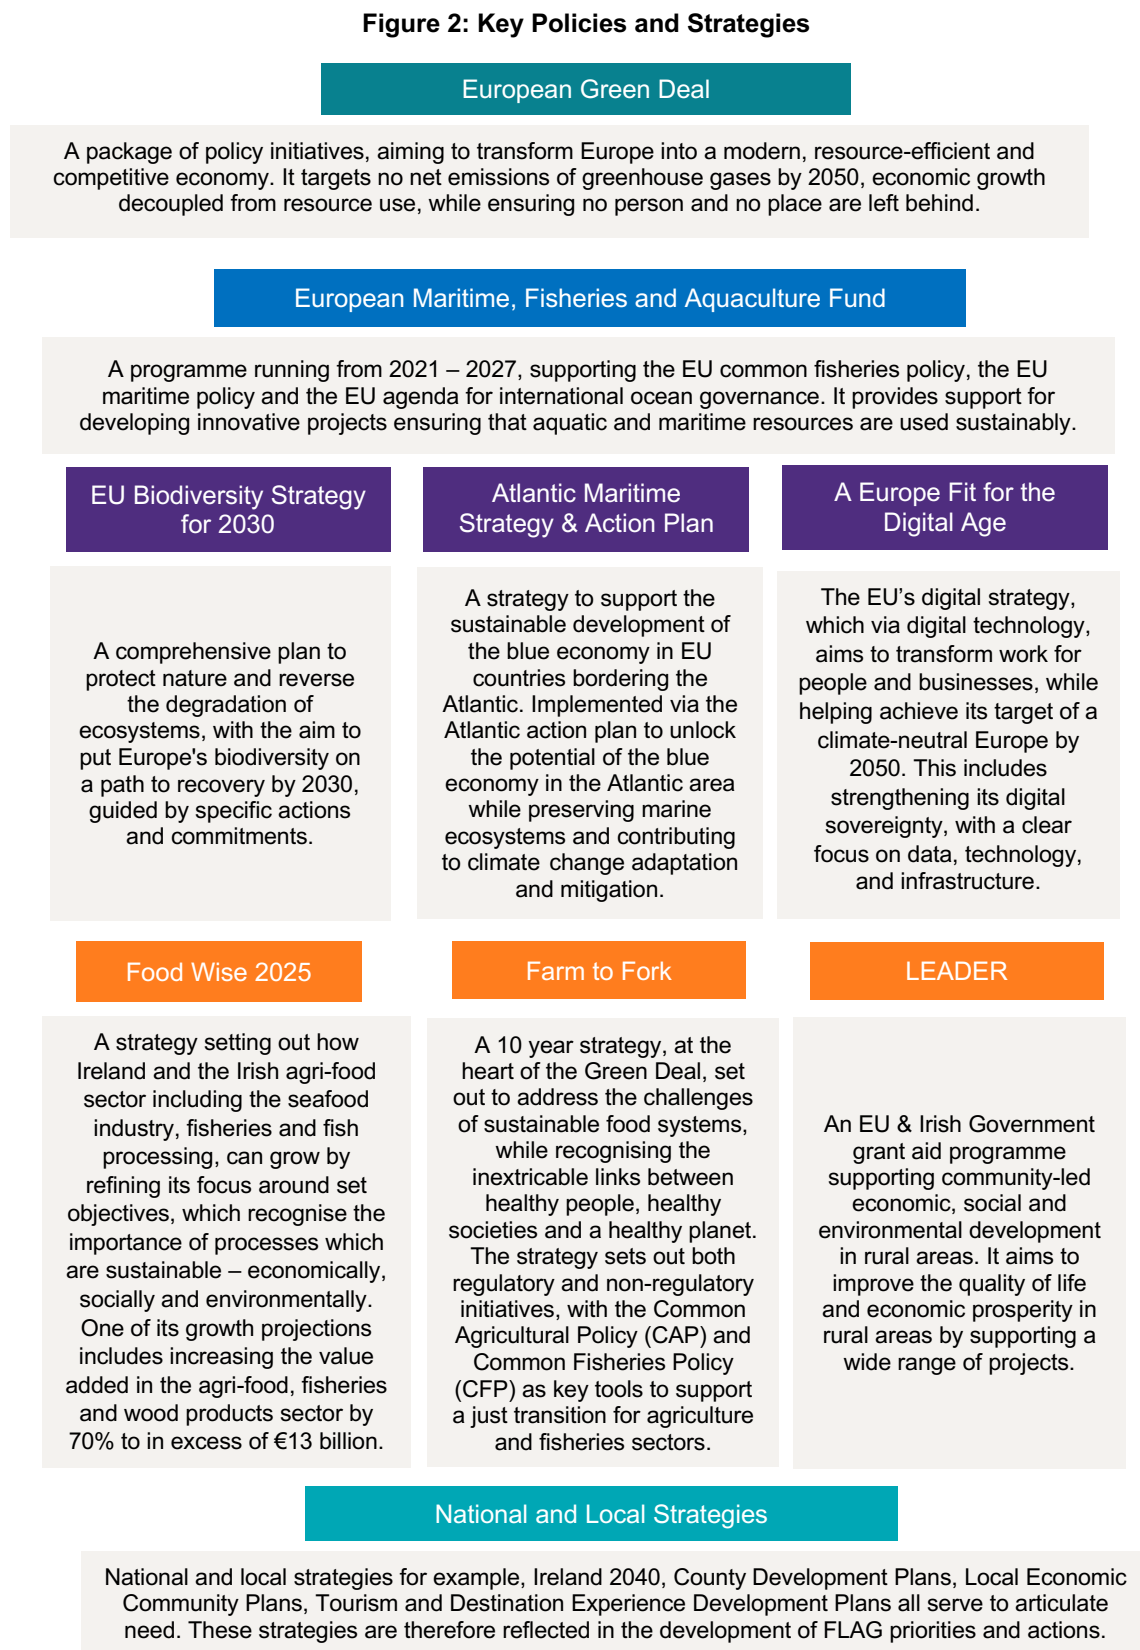 Figure 2: Key Policies and Strategies
European Green Deal
A package of policy initiatives, aiming to transform Europe into a modern, resource-efficient and
competitive economy. It targets no net emissions of greenhouse gases by 2050, economic growth
decoupled from resource use, while ensuring no person and no place are left behind.
European Maritime, Fisheries and Aquaculture Fund
A programme running from 2021 – 2027, supporting the EU common fisheries policy, the EU
maritime policy and the EU agenda for international ocean governance. It provides support for
developing innovative projects ensuring that aquatic and maritime resources are used sustainably.
EU Biodiversity Strategy
for 2030
A comprehensive plan to
protect nature and reverse
the degradation of
ecosystems, with the aim to
put Europe's biodiversity on
a path to recovery by 2030,
guided by specific actions
and commitments.
Atlantic Maritime
Strategy & Action Plan
A strategy to support the
sustainable development of
the blue economy in EU
countries bordering the
Atlantic. Implemented via the
Atlantic action plan to unlock
the potential of the blue
economy in the Atlantic area
while preserving marine
ecosystems and contributing
to climate change adaptation
and mitigation.
A Europe Fit for the
Digital Age
The EU’s digital strategy,
which via digital technology,
aims to transform work for
people and businesses, while
helping achieve its target of a
climate-neutral Europe by
2050. This includes
strengthening its digital
sovereignty, with a clear
focus on data, technology,
and infrastructure.
Food Wise 2025
A strategy setting out how
Ireland and the Irish agri-food
sector including the seafood
industry, fisheries and fish
processing, can grow by
refining its focus around set
objectives, which recognise the
importance of processes which
are sustainable – economically,
socially and environmentally.
One of its growth projections
includes increasing the value
added in the agri-food, fisheries
and wood products sector by
70% to in excess of €13 billion.
Farm to Fork
A 10 year strategy, at the
heart of the Green Deal, set
out to address the challenges
of sustainable food systems,
while recognising the
inextricable links between
healthy people, healthy
societies and a healthy planet.
The strategy sets out both
regulatory and non-regulatory
initiatives, with the Common
Agricultural Policy (CAP) and
Common Fisheries Policy
(CFP) as key tools to support
a just transition for agriculture
and fisheries sectors.
LEADER
An EU & Irish Government
grant aid programme
supporting community-led
economic, social and
environmental development
in rural areas. It aims to
improve the quality of life
and economic prosperity in
rural areas by supporting a
wide range of projects.
National and Local Strategies
National and local strategies for example, Ireland 2040, County Development Plans, Local Economic
Community Plans, Tourism and Destination Experience Development Plans all serve to articulate
need. These strategies are therefore reflected in the development of FLAG priorities and actions.